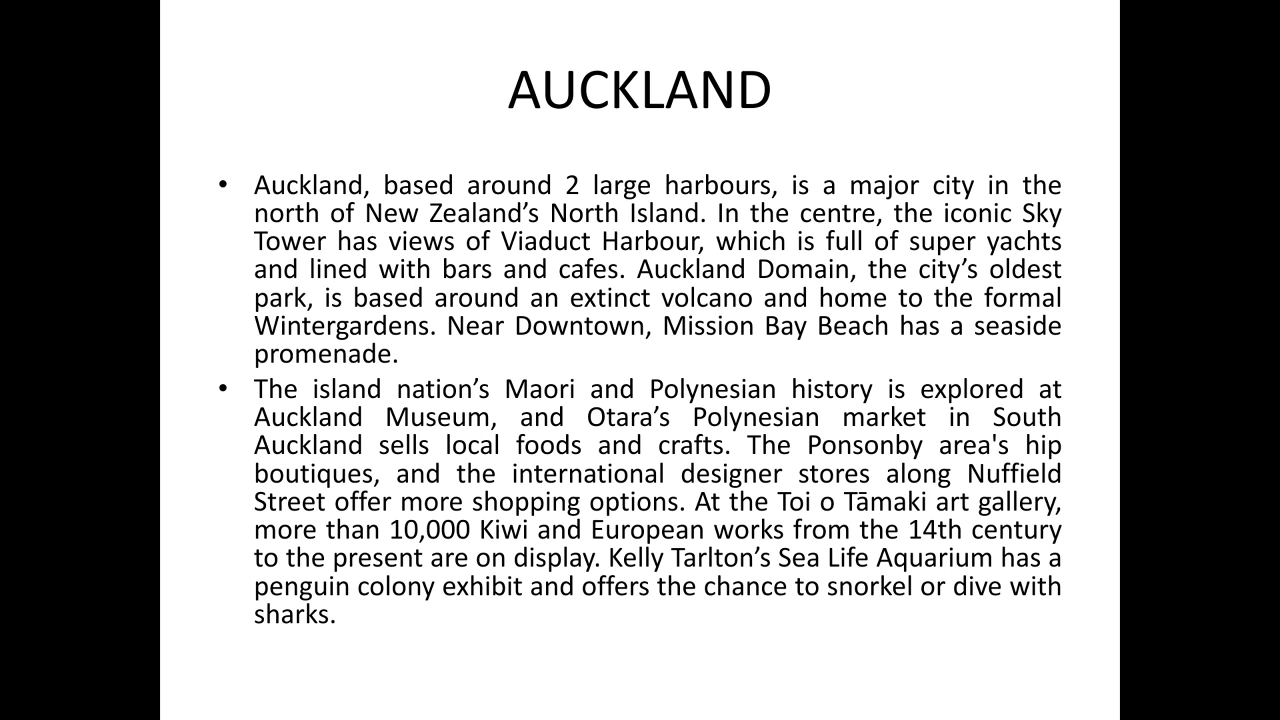 AUCKLAND
• Auckland, based around 2 large harbours, is a major city in the
north of New Zealand’s North Island. In the centre, the iconic Sky
Tower has views of Viaduct Harbour, which is full of super yachts
and lined with bars and cafes. Auckland Domain, the city’s oldest
park, is based around an extinct volcano and home to the formal
Wintergardens. Near Downtown, Mission Bay Beach has a seaside
promenade.
• The island nation’s Maori and Polynesian history is explored at
Auckland Museum, and Otara’s Polynesian market in South
Auckland sells local foods and crafts. The Ponsonby area's hip
boutiques, and the international designer stores along Nuffield
Street offer more shopping options. At the Toi o Tāmaki art gallery,
more than 10,000 Kiwi and European works from the 14th century
to the present are on display. Kelly Tarlton’s Sea Life Aquarium has a
penguin colony exhibit and offers the chance to snorkel or dive with
sharks.